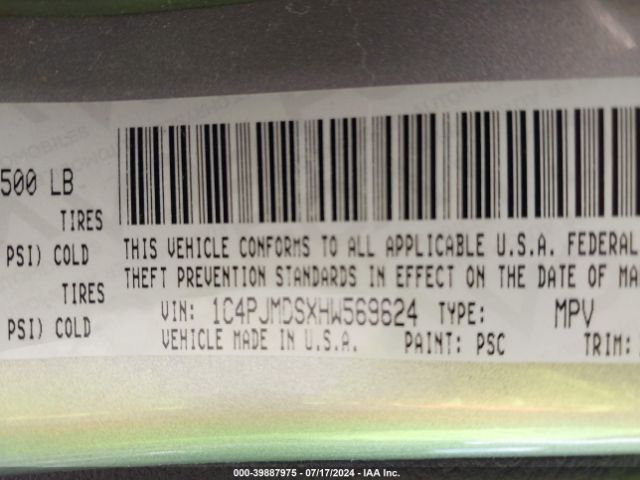 500 LB
TIRES
PSI) COLD
TIRES
PSI) COLD
THIS VEHICLE CONFORMS TO ALL APPLICABLE U.S.A. FEDERAL
THEFT PREVENTION STANDARDS IN EFFECT ON THE DATE OF MA
VIN: 1C4PJMDSXHW569624 TYPE: MPV
VEHICLE MADE IN U.S.A. PAINT: PSC TRIM:
000-39887975 - 07/17/2024 - IAA Inc.